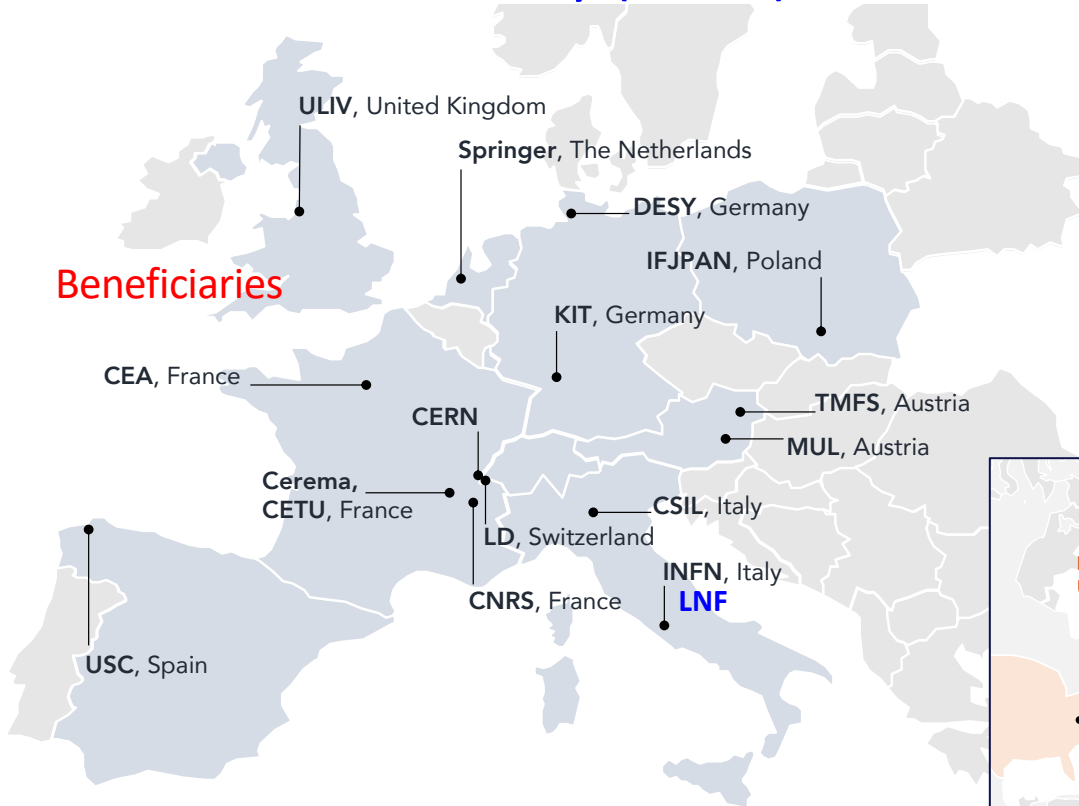 ULIV, United Kingdom
Springer, The Netherlands
DESY, Germany
IFJPAN, Poland
Beneficiaries
KIT, Germany
CEA, France
TMFS, Austria
CERN
MUL, Austria
Cerema,
CETU, France
CSIL, Italy
LD, Switzerland
INFN, Italy
LNF
CNRS, France
USC, Spain